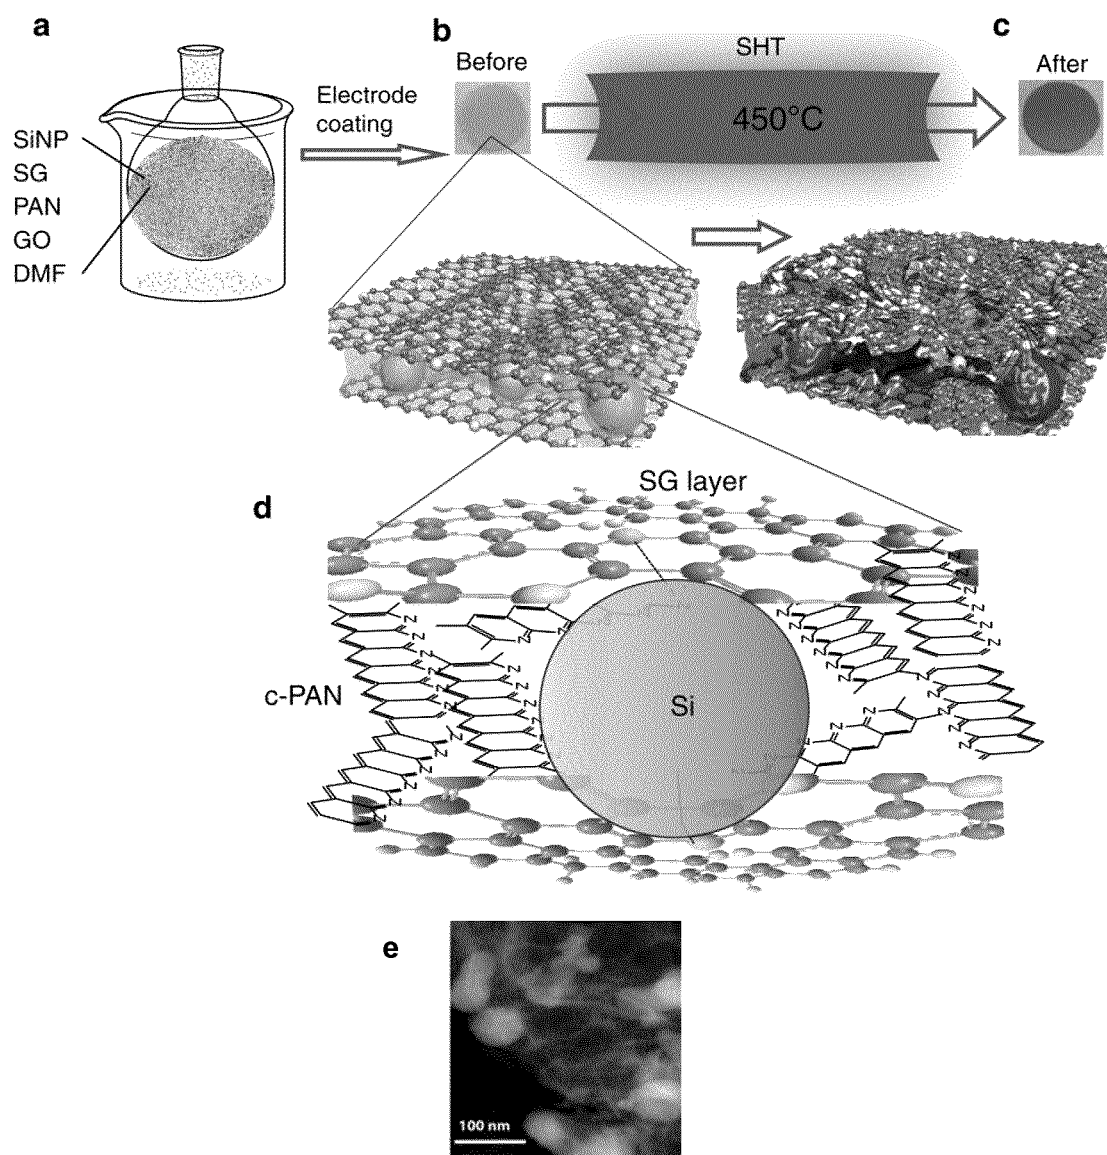 a
b
c
SHT
Before
After
Electrode
coating
450°C
SiNP
SG
PAN
GO
DMF
SG layer
d
c-PAN
Si
e
100 nm